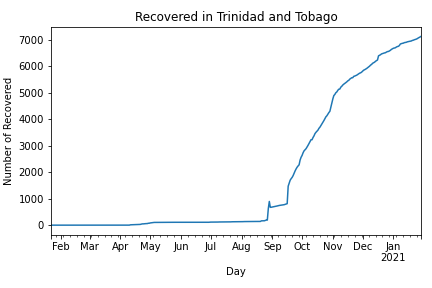 Recovered in Trinidad and Tobago
Number of Recovered
7000
6000
5000
4000
3000
2000
1000
0
Feb Mar Apr May Jun Jul Aug Sep Oct Nov Dec Jan
2021
Day